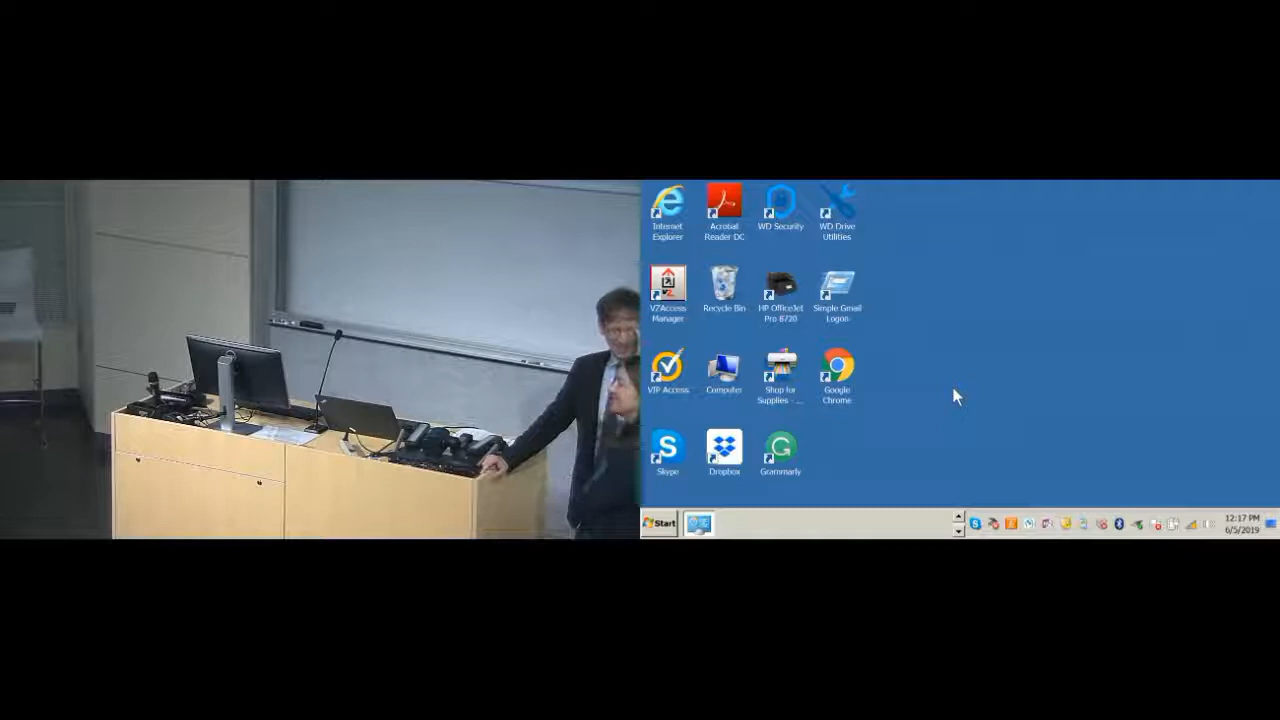 Internet
Explorer
Acrobat
Reader DC
WD Security
WD Drive
Utilities
VZAccess
Manager
Recycle Bin
HP OfficeJet
Pro 8720
Simple Gmail
Logon
VIP Access
Computer
Shop for
Supplies - ...
Google
Chrome
Skype
Dropbox
Grammarly
Start
12:17 PM
6/5/2019